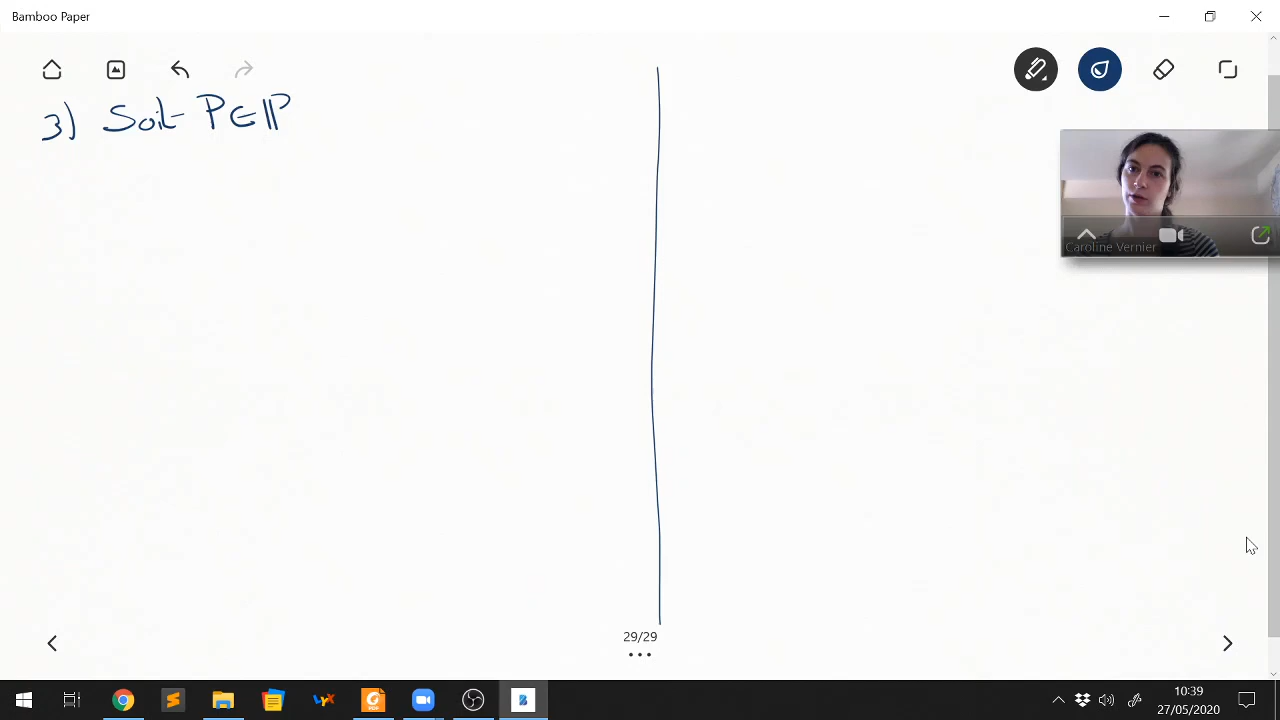 Bamboo Paper
3) Soit P ∈ ℙ
Caroline Vernier
29/29
10:39
27/05/2020